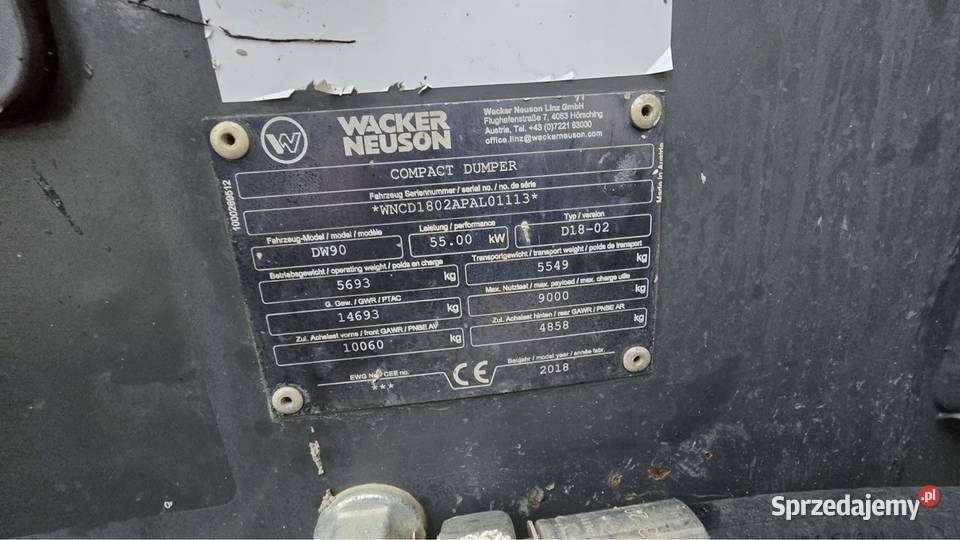 WACKER
NEUSON
Wacker Neuson Linz GmbH
Flughafenstraße 7, 4063 Hörsching
Austria, Tel. +43 (0)7221 63000
office.linz@wackerneuson.com
COMPACT DUMPER
Fahrzeug Seriennummer / serial no. / no. de série
*WNCD1802APAL01113*
Fahrzeug-Model / model / modèle
DW90
Leistung / performance
55.00 kW
Typ / version
D18-02
Betriebsgewicht / operating weight / poids en charge
5693 kg
Transportgewicht / transport weight / poids de transport
5549 kg
G. Gew. / GWR / PTAC
14693 kg
Max. Nutzlast / max. payload / max. charge utile
9000 kg
Zul. Achslast vorne / front GAWR / PNBE AV
10060 kg
Zul. Achslast hinten / rear GAWR / PNBE AR
4858 kg
EWG No. / CEE no.
***
CE
Baujahr / model year / année fabr.
2018
1000269512
Made in Austria
Sprzedajemy.pl